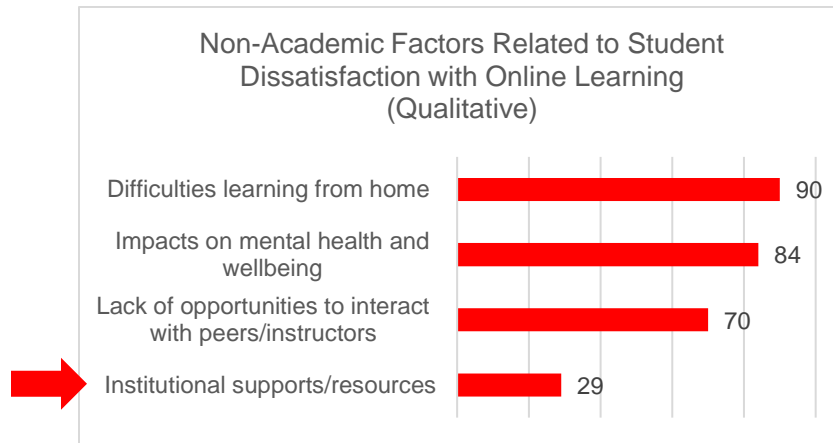 Non-Academic Factors Related to Student
Dissatisfaction with Online Learning
(Qualitative)
Difficulties learning from home
90
Impacts on mental health and
wellbeing
84
Lack of opportunities to interact
with peers/instructors
70
Institutional supports/resources
29